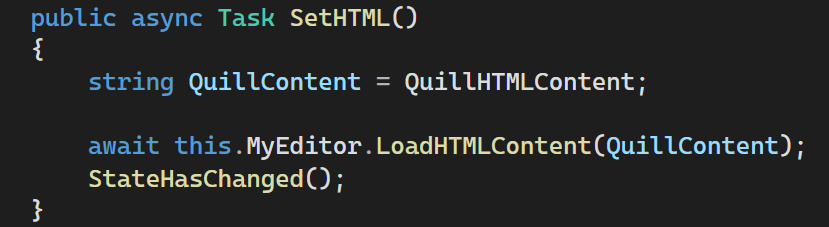 public async Task SetHTML()
{
    string QuillContent = QuillHTMLContent;

    await this.MyEditor.LoadHTMLContent(QuillContent);
    StateHasChanged();
}